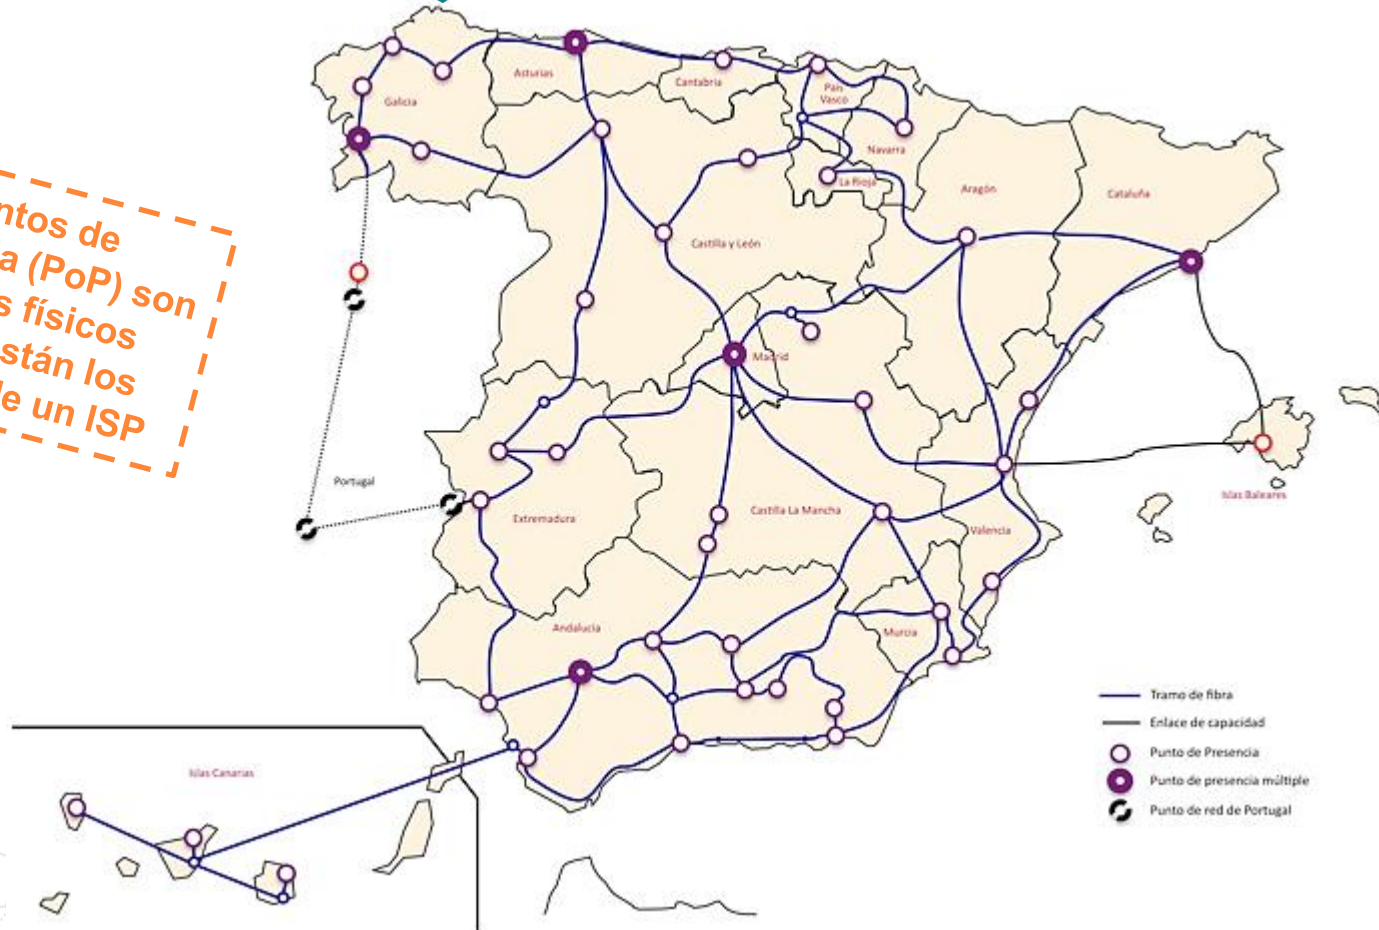 ntos de
a (PoP) son
s físicos
stán los
e un ISP
Galicia
Asturias
Cantabria
País
Vasco
Navarra
La Rioja
Aragón
Cataluña
Castilla y León
Madrid
Portugal
Extremadura
Castilla La Mancha
Valencia
Islas Baleares
Andalucía
Murcia
Islas Canarias
Tramo de fibra
Enlace de capacidad
Punto de Presencia
Punto de presencia múltiple
Punto de red de Portugal